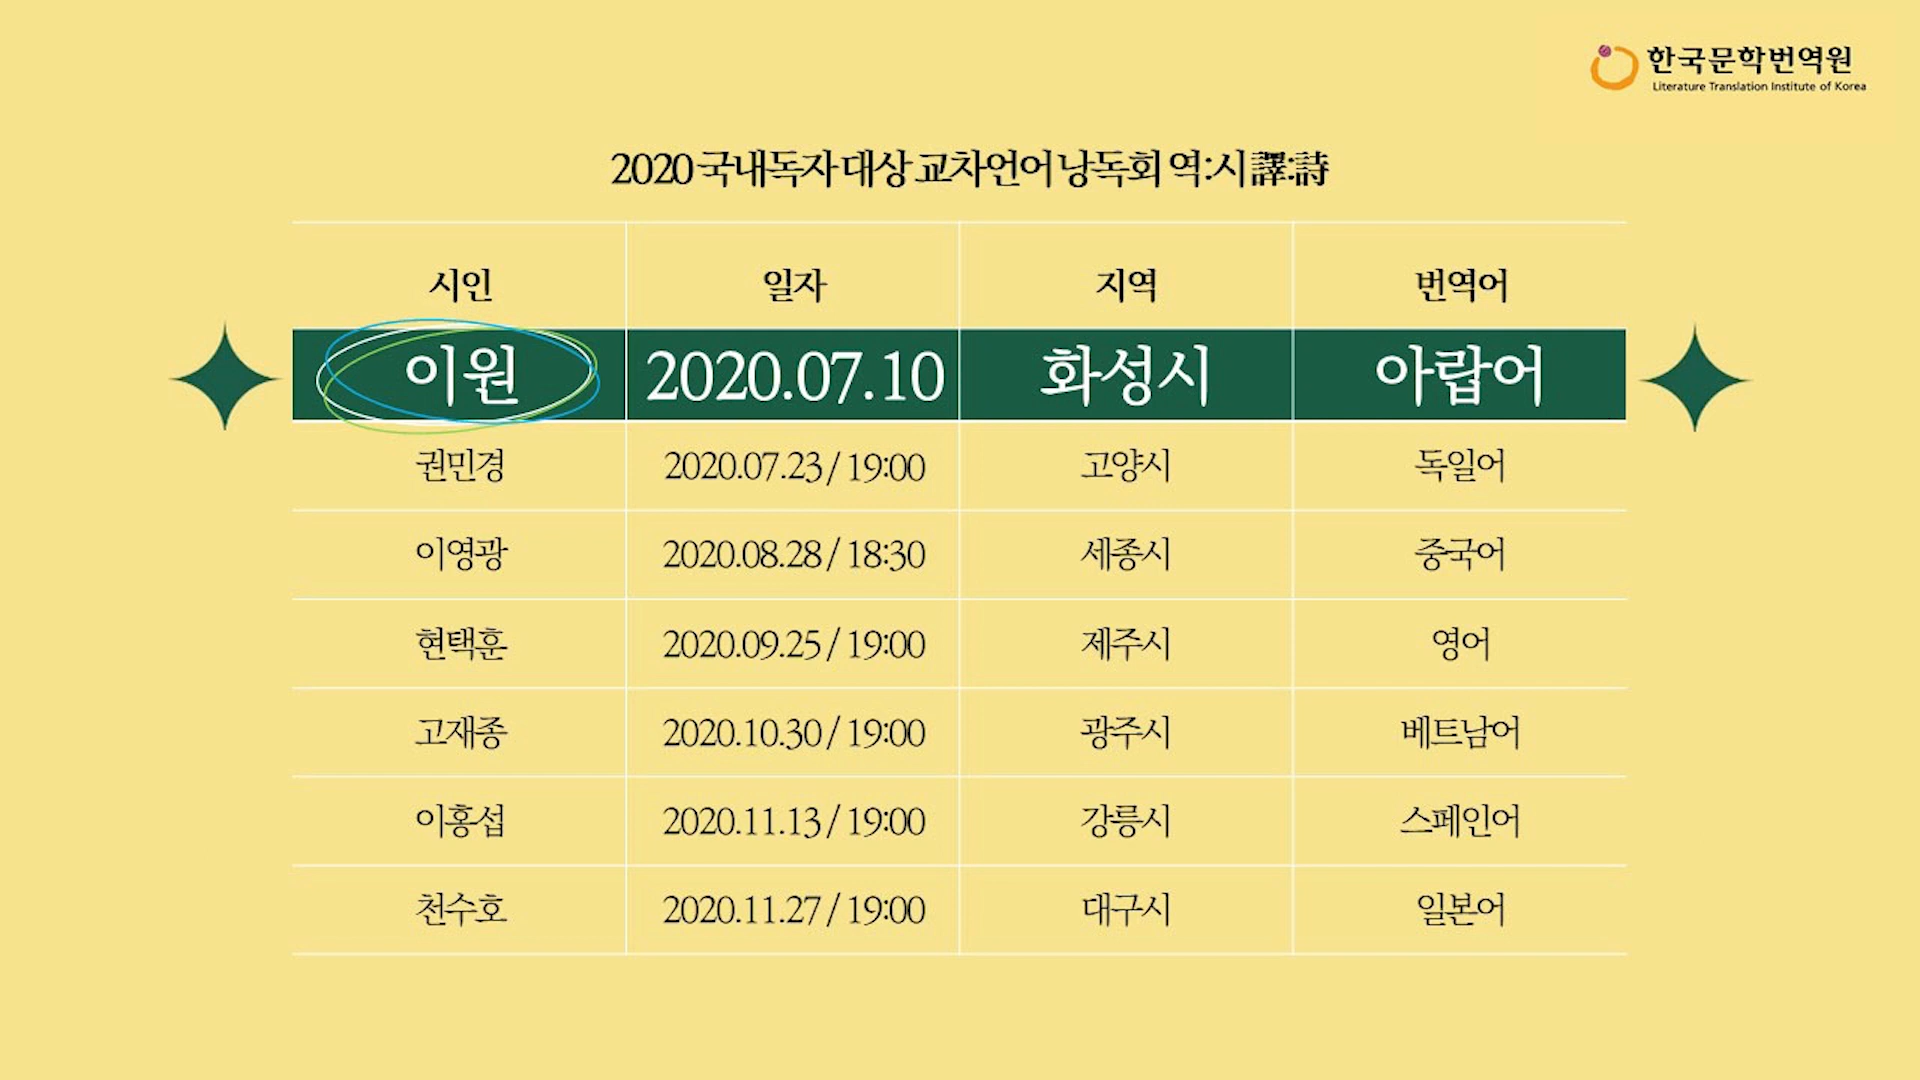 한국문학번역원
Literature Translation Institute of Korea
2020 국내독자 대상 교차언어 낭독회 역:시 譯:詩
시인 일자 지역 번역어
이원 2020.07.10 화성시 아랍어
권민경 2020.07.23 / 19:00 고양시 독일어
이영광 2020.08.28 / 18:30 세종시 중국어
현택훈 2020.09.25 / 19:00 제주시 영어
고재종 2020.10.30 / 19:00 광주시 베트남어
이홍섭 2020.11.13 / 19:00 강릉시 스페인어
천수호 2020.11.27 / 19:00 대구시 일본어